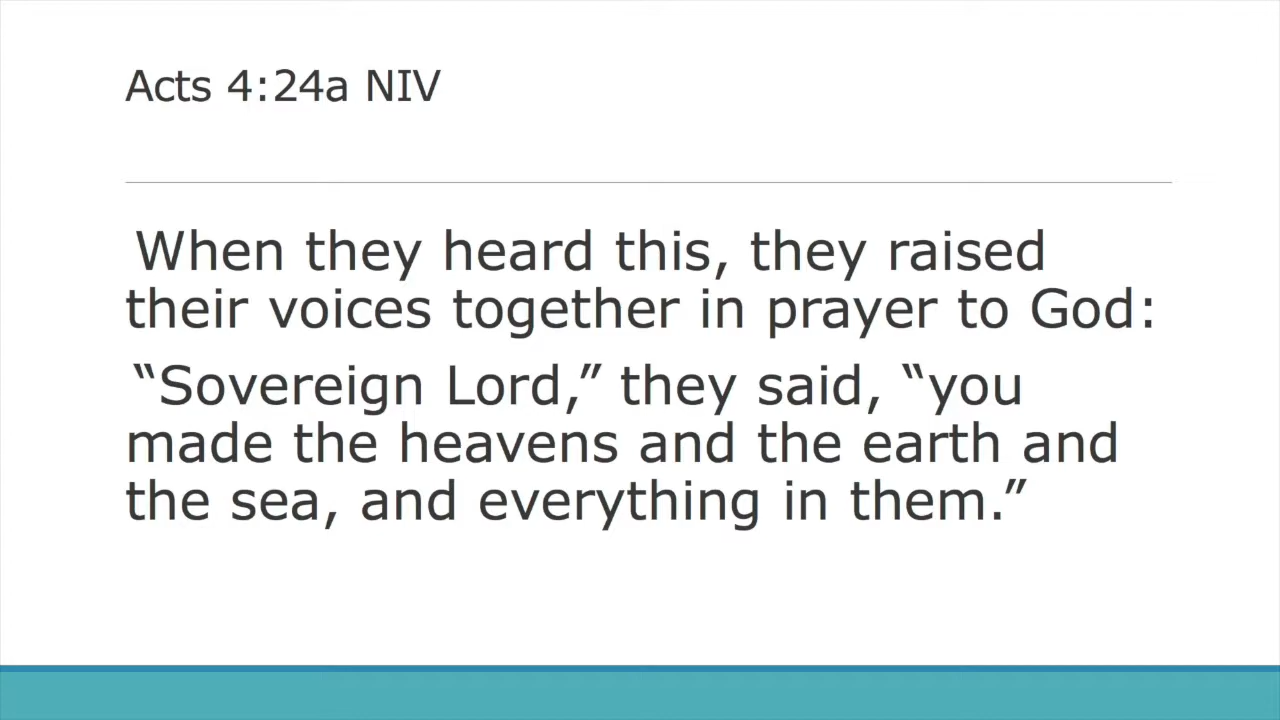 Acts 4:24a NIV
When they heard this, they raised
their voices together in prayer to God:
“Sovereign Lord,” they said, “you
made the heavens and the earth and
the sea, and everything in them.”